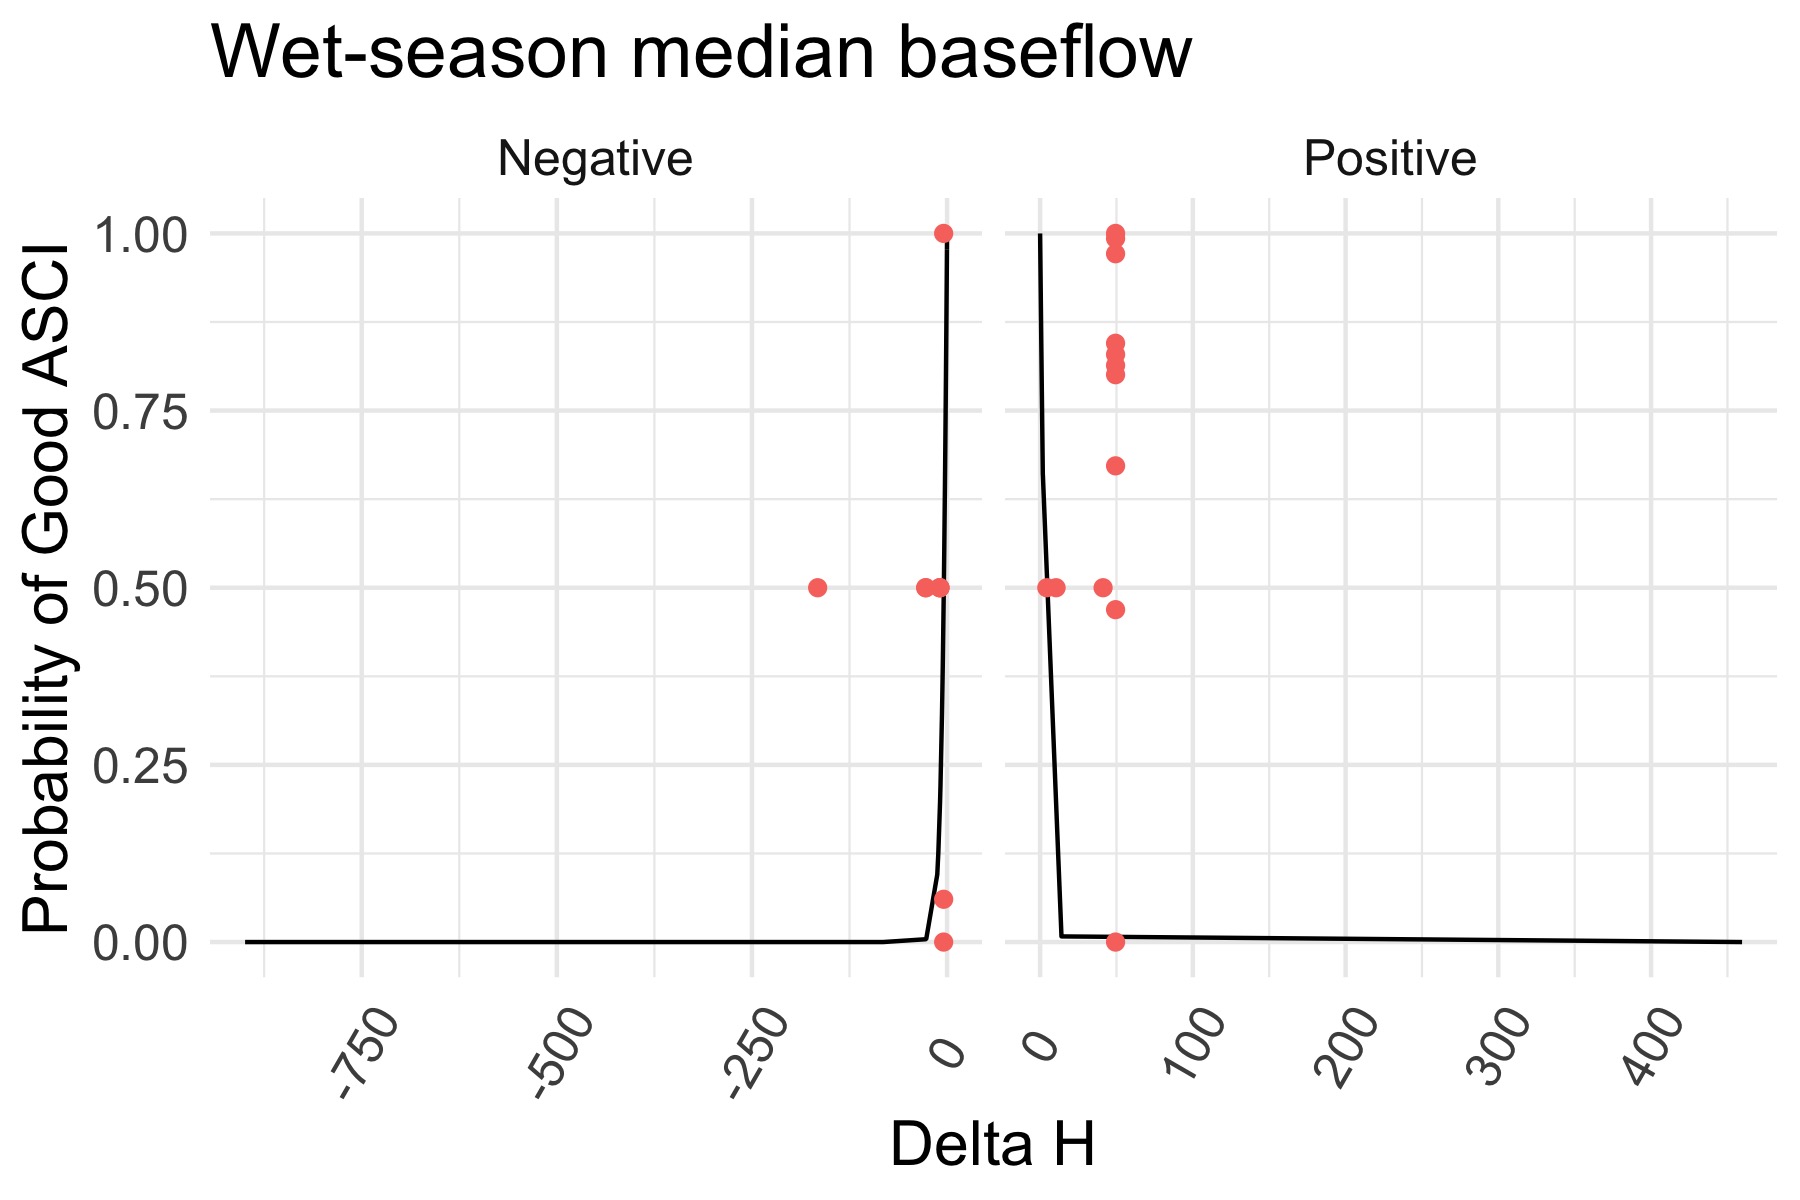 Wet-season median baseflow
Negative
Positive
Probability of Good ASCI
1.00
0.75
0.50
0.25
0.00
-750
-500
-250
0
0
100
200
300
400
Delta H